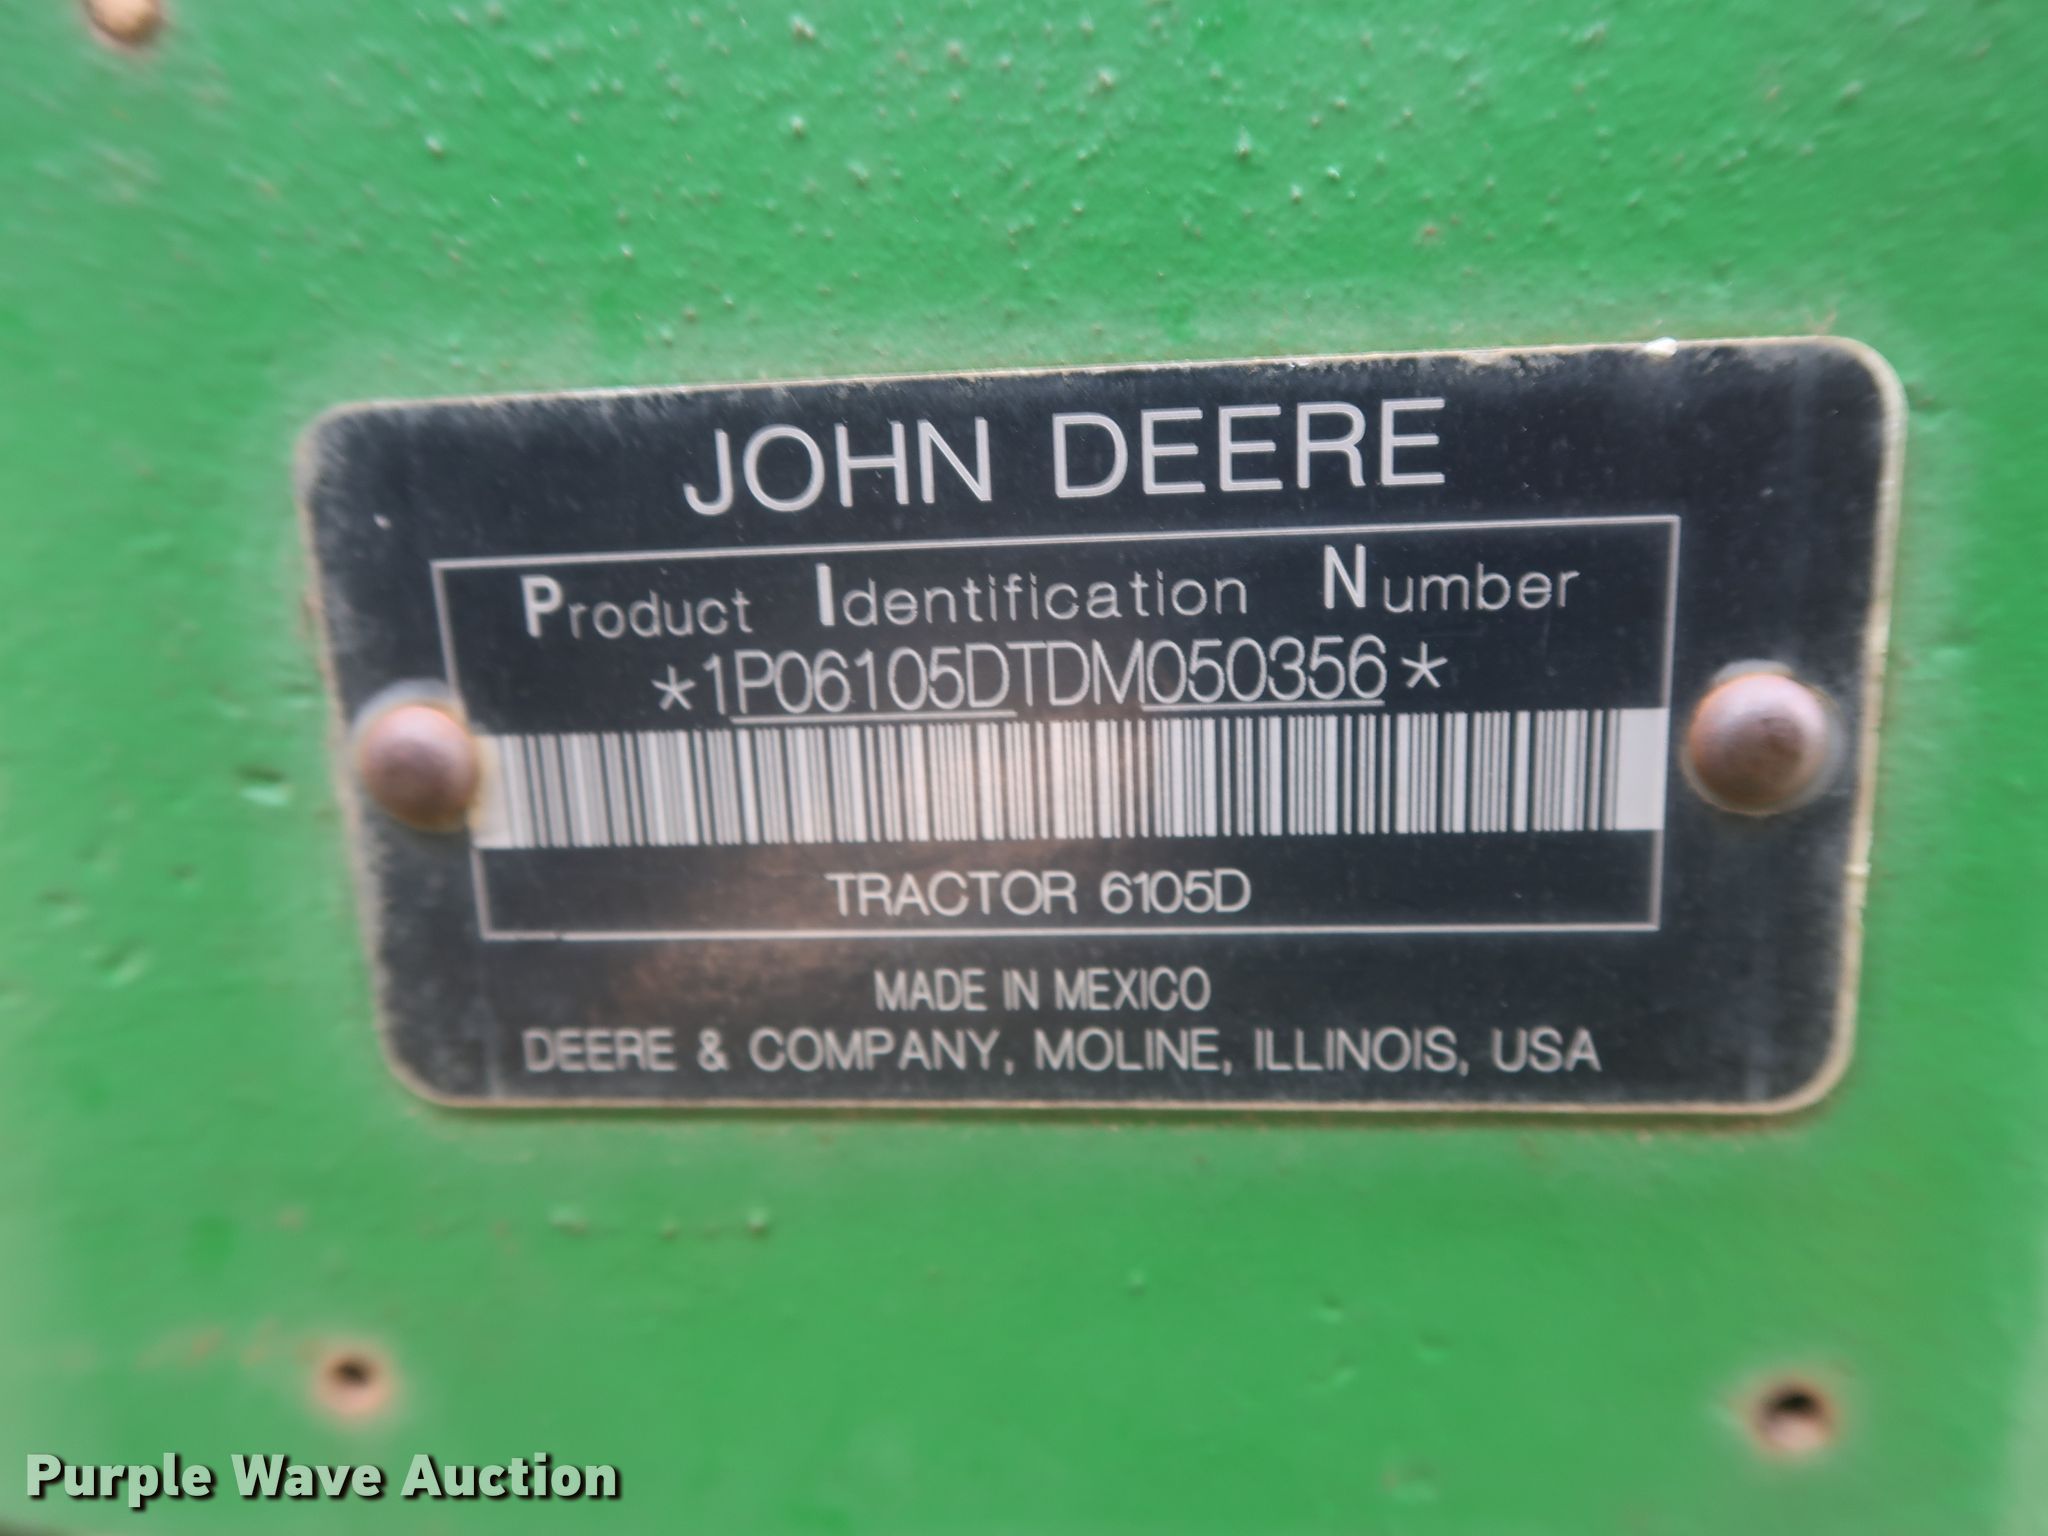 JOHN DEERE
Product Identification Number
*1P06105DTDM050356*
TRACTOR 6105D
MADE IN MEXICO
DEERE & COMPANY, MOLINE, ILLINOIS, USA
Purple Wave Auction